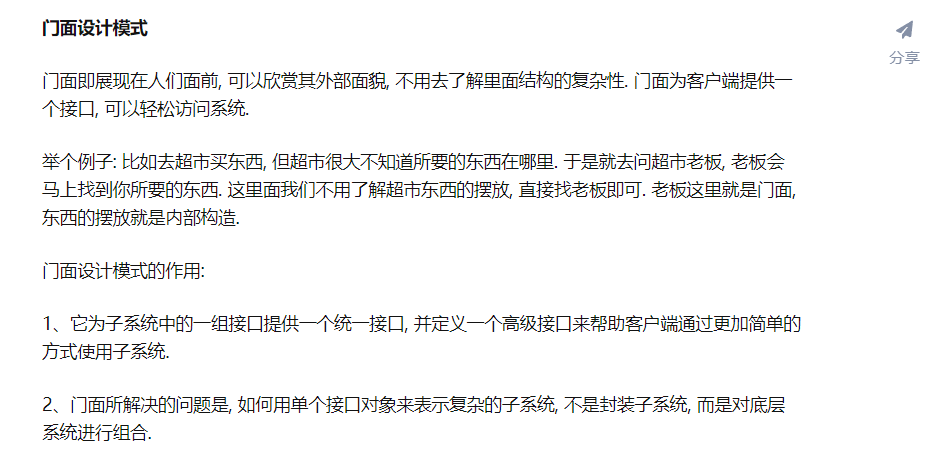 门面设计模式
分享
门面即展现在人们面前, 可以欣赏其外部面貌, 不用去了解里面结构的复杂性. 门面为客户端提供一
个接口, 可以轻松访问系统.
举个例子: 比如去超市买东西, 但超市很大不知道所要的东西在哪里. 于是就去问超市老板, 老板会
马上找到你所要的东西. 这里面我们不用了解超市东西的摆放, 直接找老板即可. 老板这里就是门面,
东西的摆放就是内部构造.
门面设计模式的作用:
1、它为子系统中的一组接口提供一个统一接口, 并定义一个高级接口来帮助客户端通过更加简单的
方式使用子系统.
2、门面所解决的问题是, 如何用单个接口对象来表示复杂的子系统, 不是封装子系统, 而是对底层
系统进行组合.